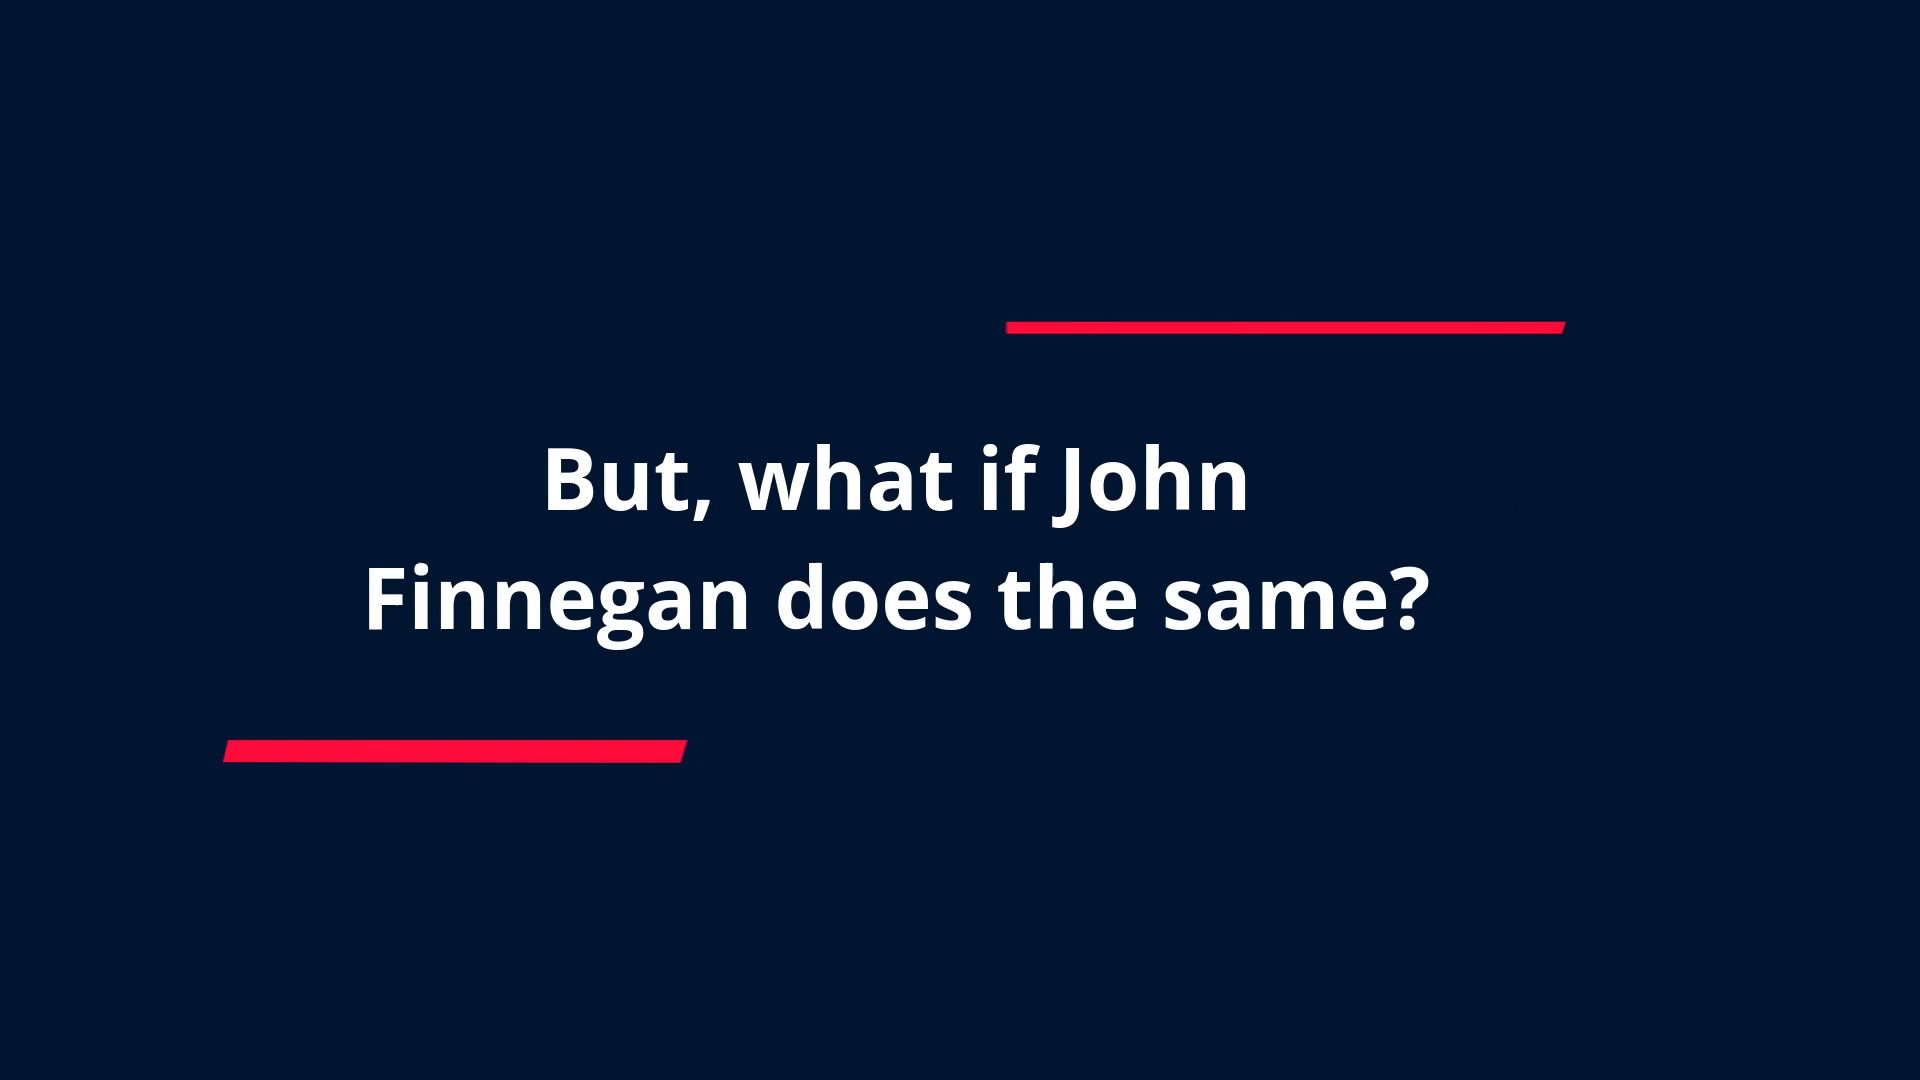 But, what if John
Finnegan does the same?